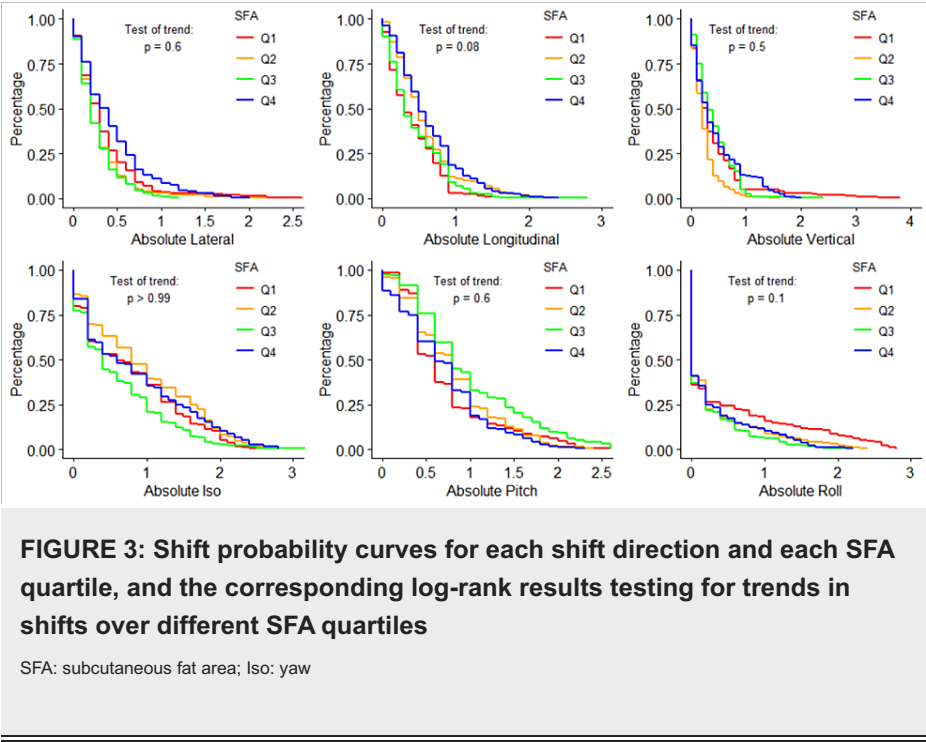 SFA
Test of trend:
p = 0.6
Q1
Q2
Q3
Q4
1.00
0.75
0.50
0.25
0.00
Percentage
0.0
0.5
1.0
1.5
2.0
2.5
Absolute Lateral
SFA
Test of trend:
p = 0.08
Q1
Q2
Q3
Q4
1.00
0.75
0.50
0.25
0.00
Percentage
0
1
2
3
Absolute Longitudinal
SFA
Test of trend:
p = 0.5
Q1
Q2
Q3
Q4
1.00
0.75
0.50
0.25
0.00
Percentage
0
1
2
3
4
Absolute Vertical
SFA
Test of trend:
p > 0.99
Q1
Q2
Q3
Q4
1.00
0.75
0.50
0.25
0.00
Percentage
0
1
2
3
Absolute Iso
SFA
Test of trend:
p = 0.6
Q1
Q2
Q3
Q4
1.00
0.75
0.50
0.25
0.00
Percentage
0.0
0.5
1.0
1.5
2.0
2.5
Absolute Pitch
SFA
Test of trend:
p = 0.1
Q1
Q2
Q3
Q4
1.00
0.75
0.50
0.25
0.00
Percentage
0
1
2
3
Absolute Roll
FIGURE 3: Shift probability curves for each shift direction and each SFA
quartile, and the corresponding log-rank results testing for trends in
shifts over different SFA quartiles
SFA: subcutaneous fat area; Iso: yaw